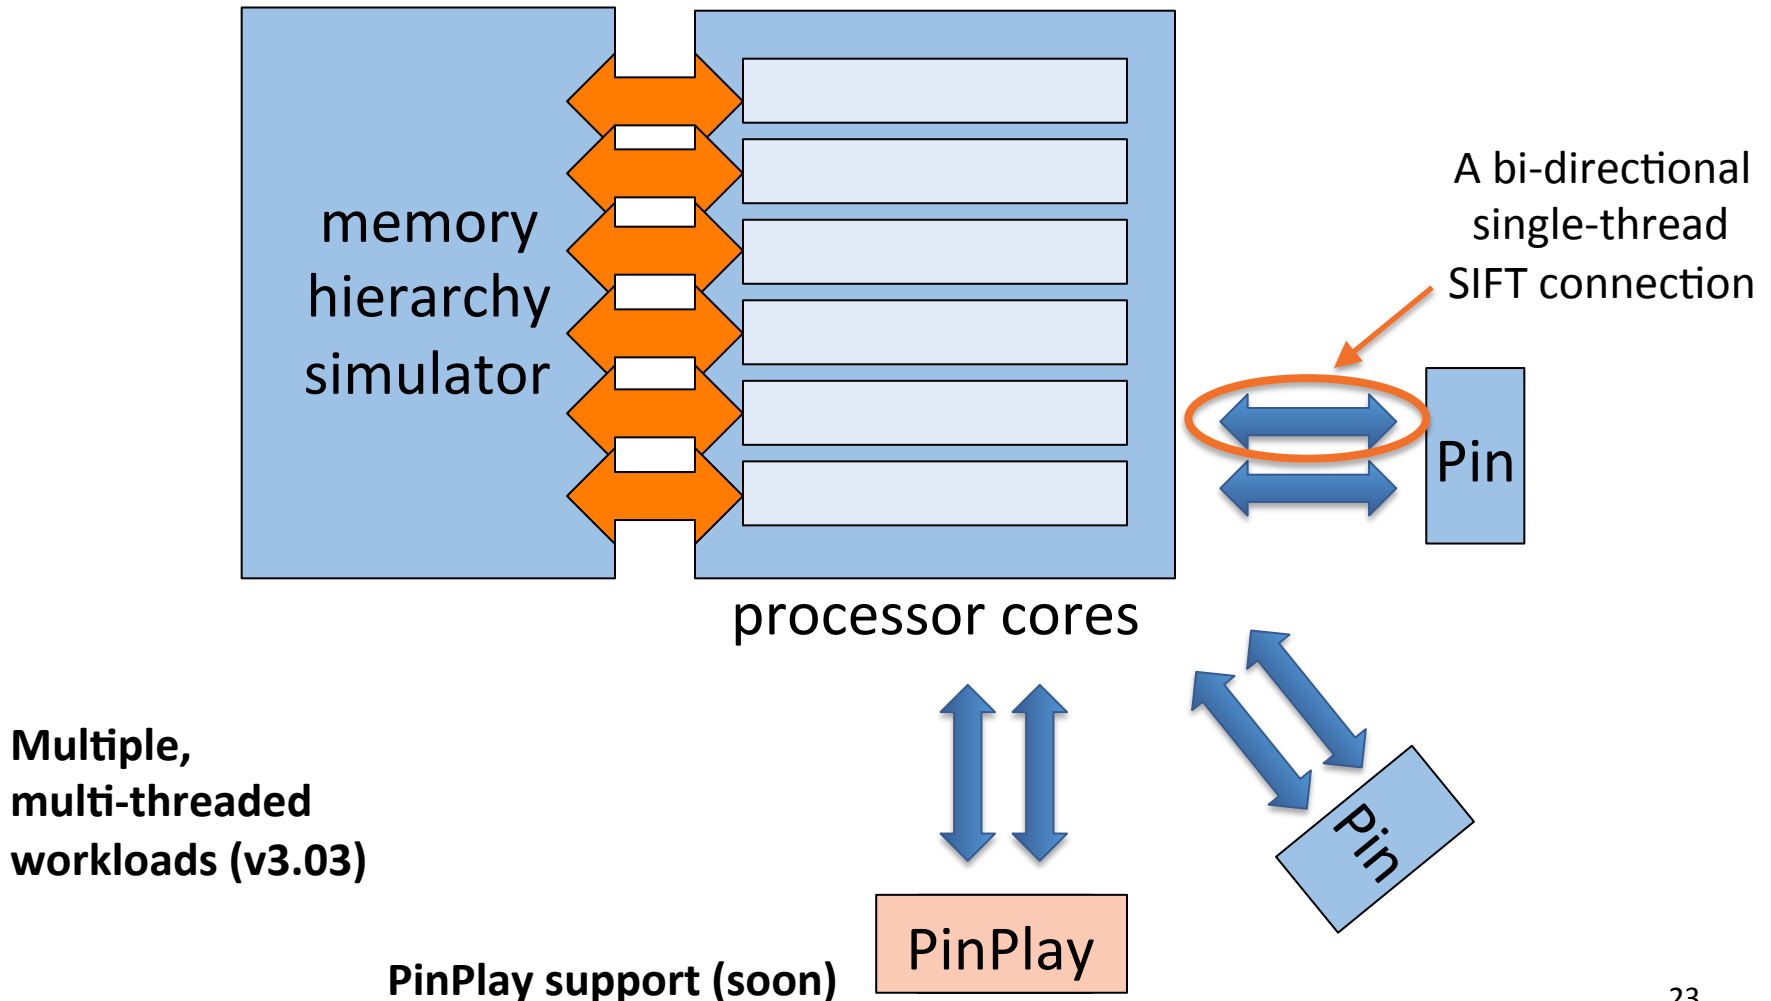 memory
hierarchy
simulator
A bi-directional
single-thread
SIFT connection
Pin
processor cores
Pin
Multiple,
multi-threaded
workloads (v3.03)
PinPlay
PinPlay support (soon)
23